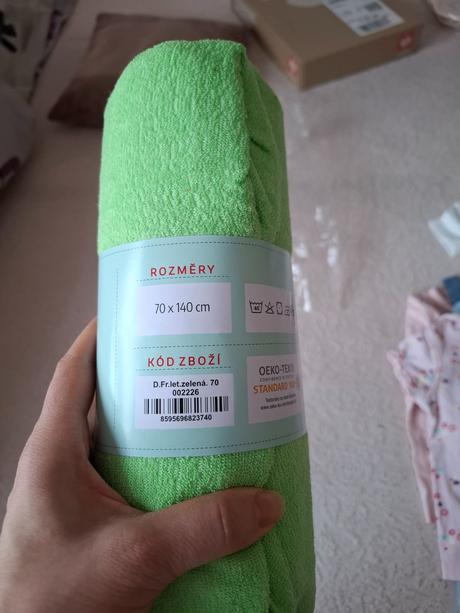 ROZMĚRY
70 x 140 cm
KÓD ZBOŽÍ
D.Fr.let.zelená. 70
002226
8595696823740
OEKO-TEX
STANDARD